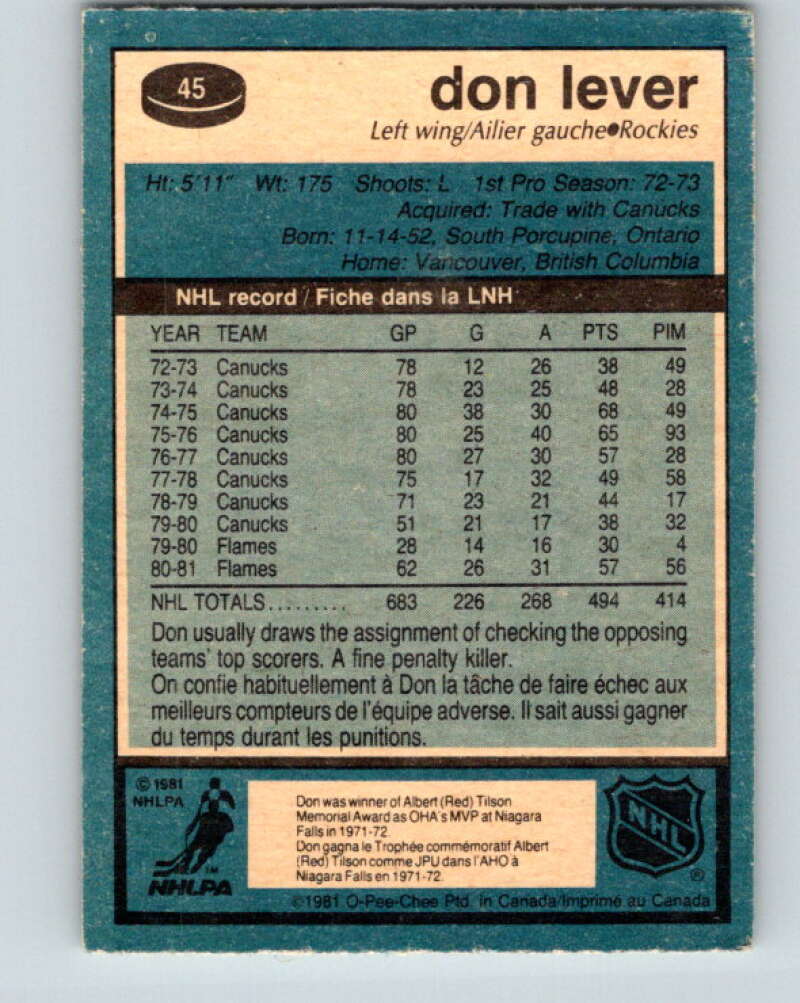 45
don lever
Left wing/Ailier gauche●Rockies
Ht: 5'11" Wt: 175 Shoots: L 1st Pro Season: 72-73
Acquired: Trade with Canucks
Born: 11-14-52, South Porcupine, Ontario
Home: Vancouver, British Columbia
NHL record / Fiche dans la LNH
YEAR TEAM GP G A PTS PIM
72-73 Canucks 78 12 26 38 49
73-74 Canucks 78 23 25 48 28
74-75 Canucks 80 38 30 68 49
75-76 Canucks 80 25 40 65 93
76-77 Canucks 80 27 30 57 28
77-78 Canucks 75 17 32 49 58
78-79 Canucks 71 23 21 44 17
79-80 Canucks 51 21 17 38 32
79-80 Flames 28 14 16 30 4
80-81 Flames 62 26 31 57 56
NHL TOTALS......... 683 226 268 494 414
Don usually draws the assignment of checking the opposing
teams' top scorers. A fine penalty killer.
On confie habituellement à Don la tâche de faire échec aux
meilleurs compteurs de l'équipe adverse. Il sait aussi gagner
du temps durant les punitions.
© 1981
NHLPA
TM
NHLPA
Don was winner of Albert (Red) Tilson
Memorial Award as OHA's MVP at Niagara
Falls in 1971-72.
Don gagna le Trophée commémoratif Albert
(Red) Tilson comme JPU dans l'AHO à
Niagara Falls en 1971-72.
NHL
®
©1981 O-Pee-Chee Ptd. in Canada/Imprimé au Canada